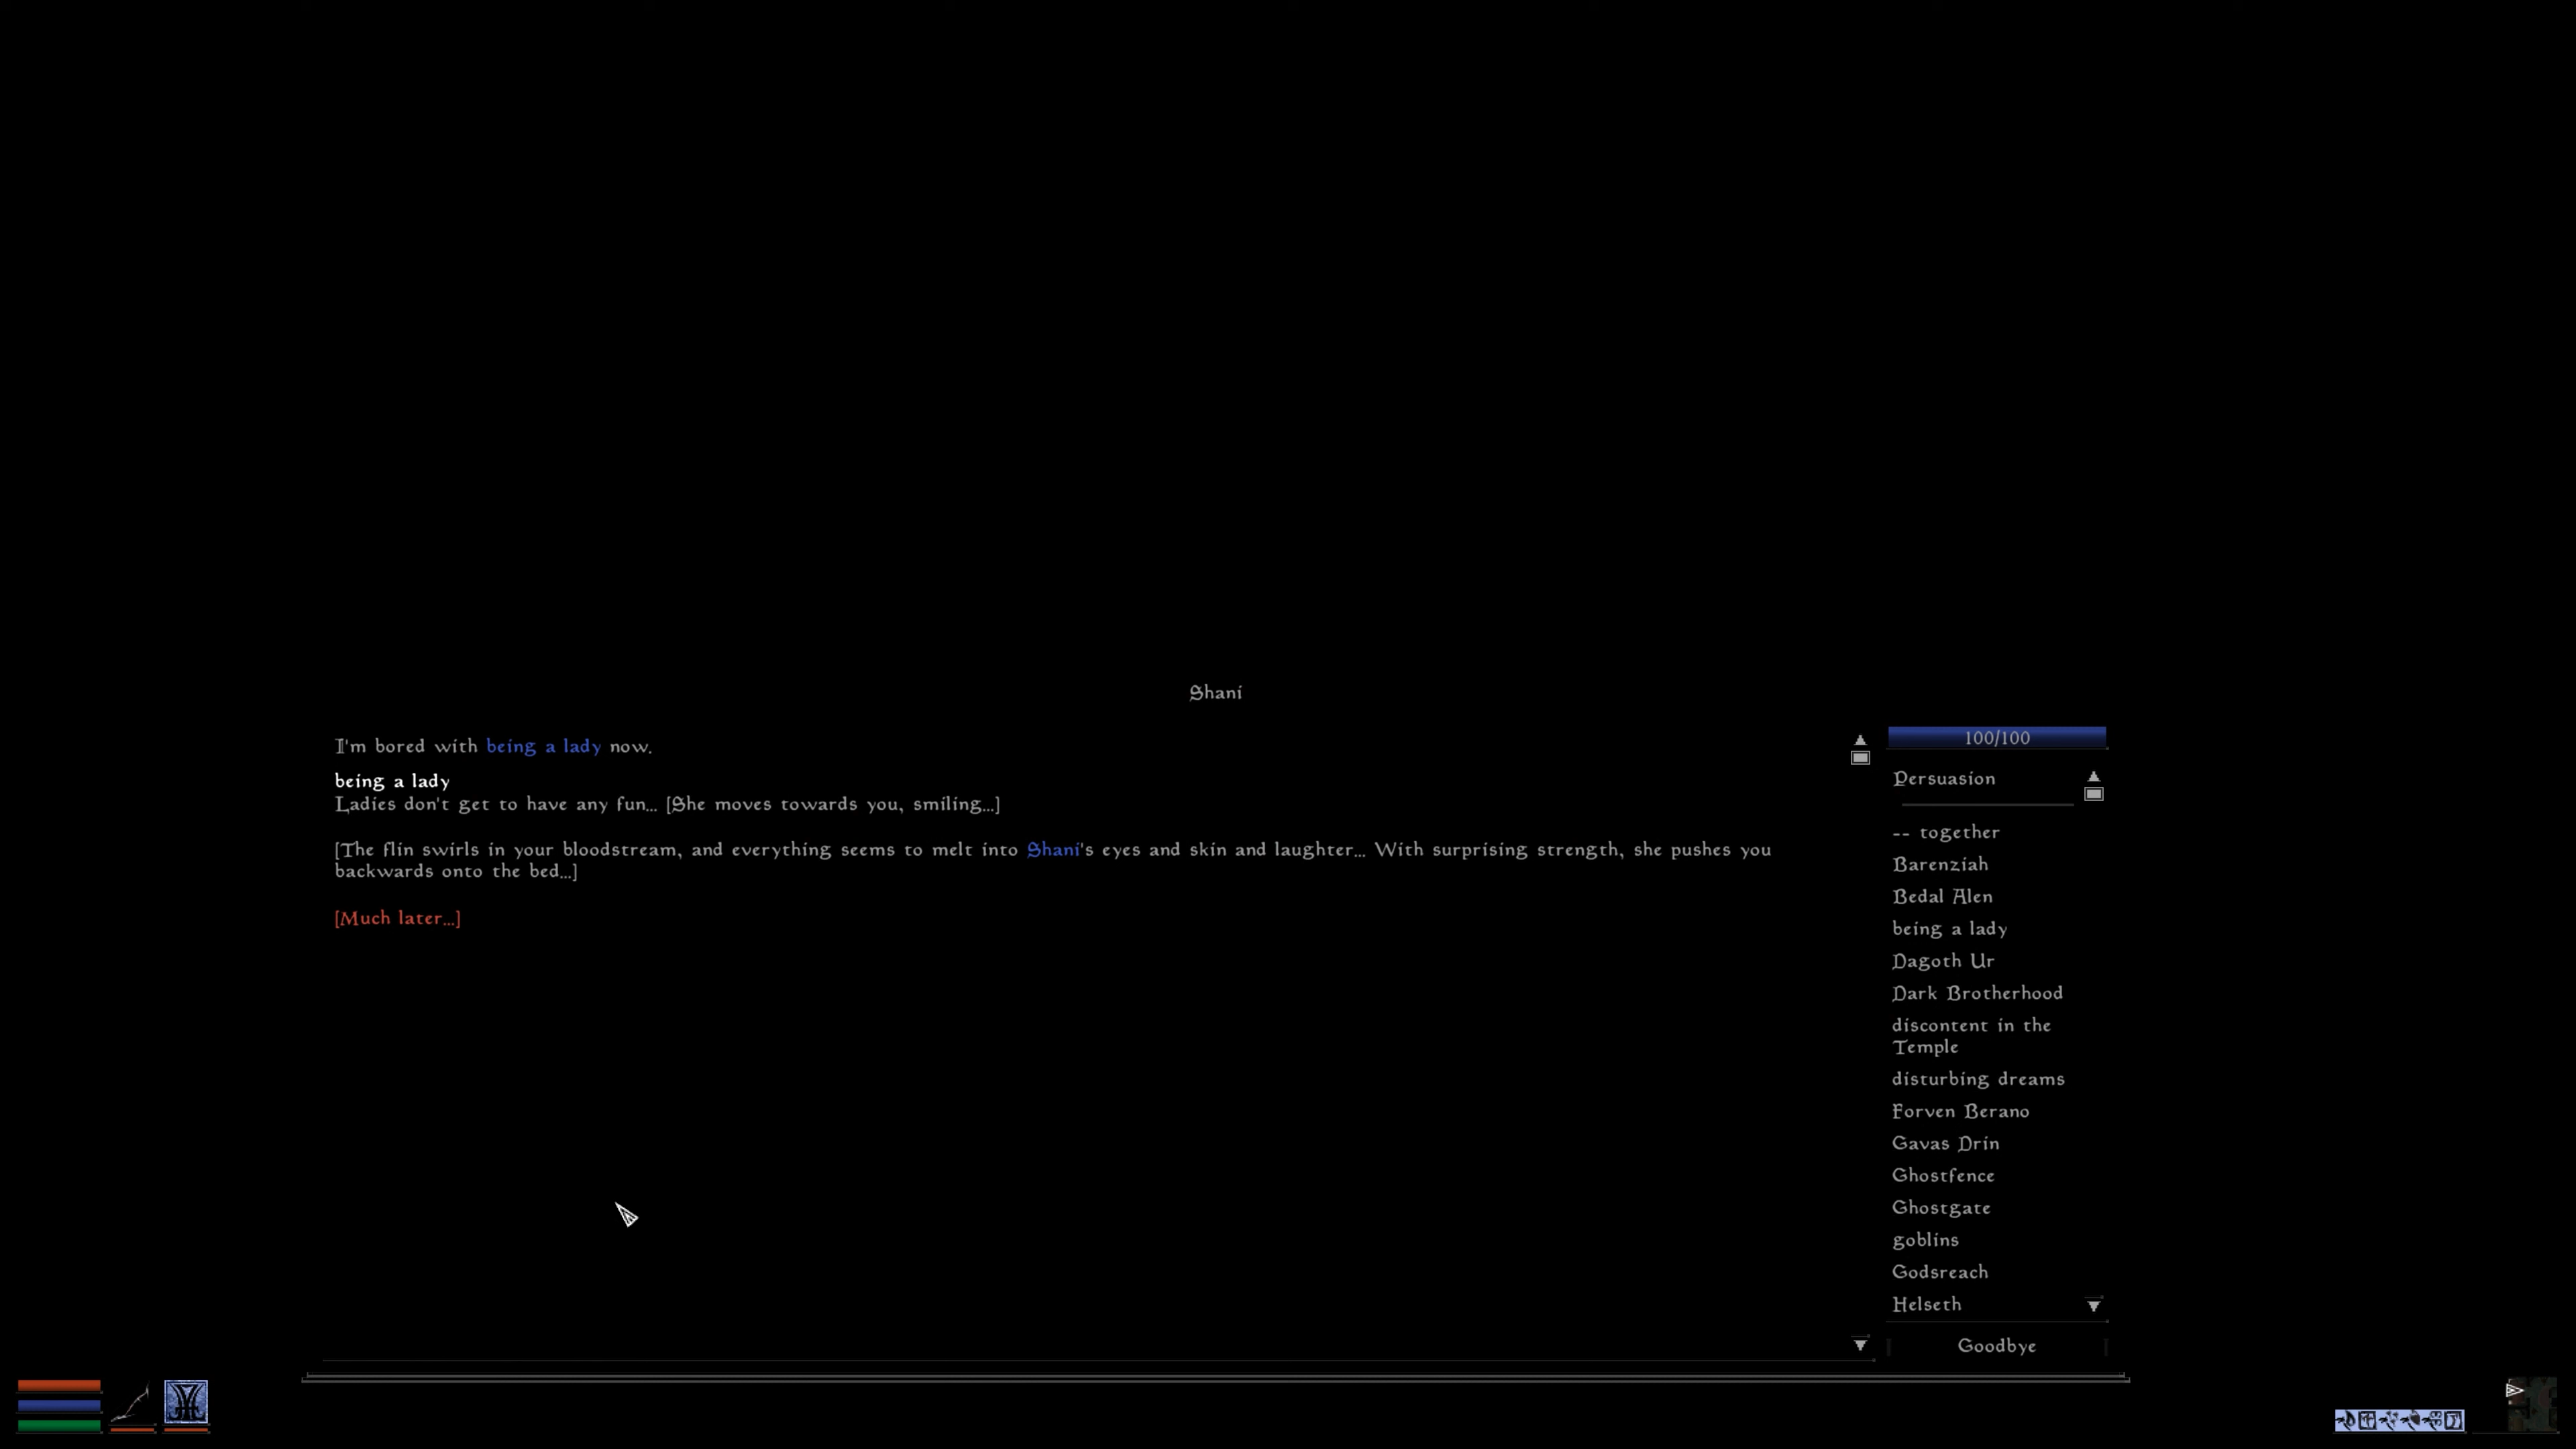 Shani
I'm bored with being a lady now.
being a lady
Ladies don't get to have any fun... [She moves towards you, smiling...]
[The flin swirls in your bloodstream, and everything seems to melt into Shani's eyes and skin and laughter... With surprising strength, she pushes you
backwards onto the bed...]
[Much later...]
100/100
Persuasion
-- together
Barenziah
Bedal Alen
being a lady
Dagoth Ur
Dark Brotherhood
discontent in the
Temple
disturbing dreams
Forven Berano
Gavas Drin
Ghostfence
Ghostgate
goblins
Godsreach
Helseth
Goodbye